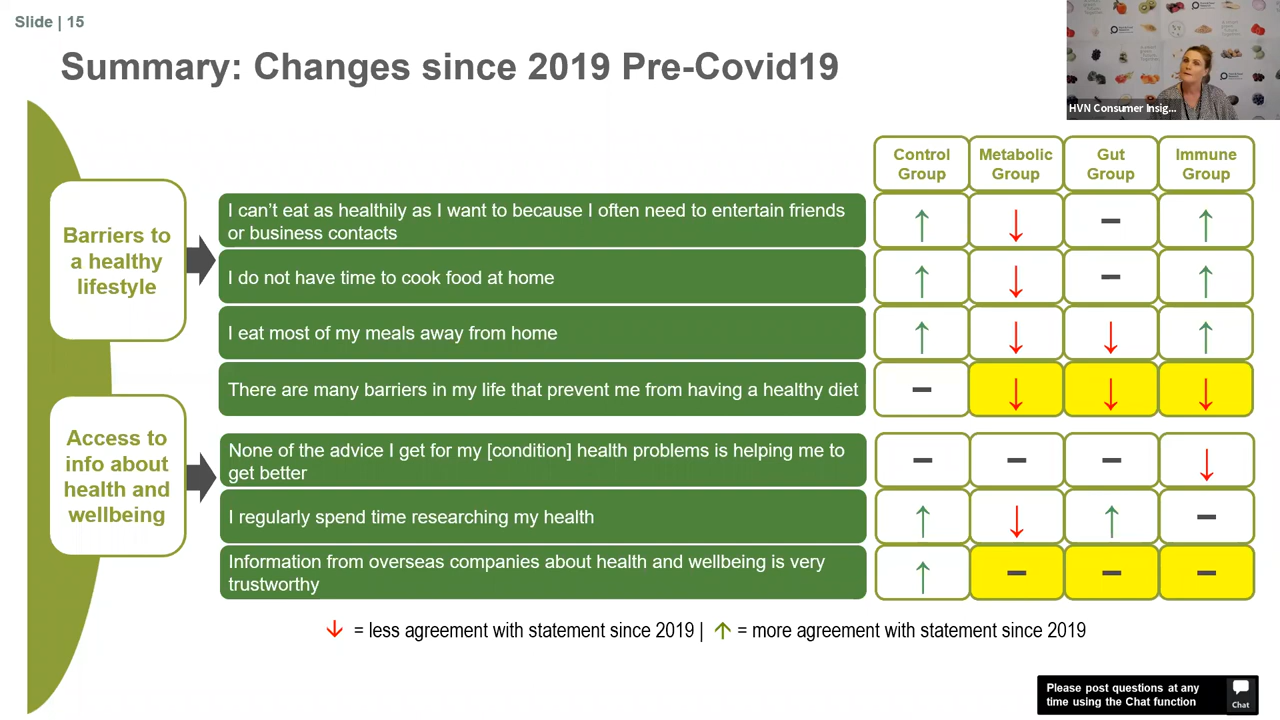 Slide | 15
Summary: Changes since 2019 Pre-Covid19
HVN Consumer Insig...
Control
Group
Metabolic
Group
Gut
Group
Immune
Group
Barriers to
a healthy
lifestyle
I can't eat as healthily as I want to because I often need to entertain friends
or business contacts
↑ ↓ – ↑
I do not have time to cook food at home
↑ ↓ – ↑
I eat most of my meals away from home
↑ ↓ ↓ ↑
There are many barriers in my life that prevent me from having a healthy diet
– ↓ ↓ ↓
Access to
info about
health and
wellbeing
None of the advice I get for my [condition] health problems is helping me to
get better
– – – ↓
I regularly spend time researching my health
↑ ↓ ↑ –
Information from overseas companies about health and wellbeing is very
trustworthy
↑ – – –
↓ = less agreement with statement since 2019 | ↑ = more agreement with statement since 2019
Please post questions at any
time using the Chat function
Chat